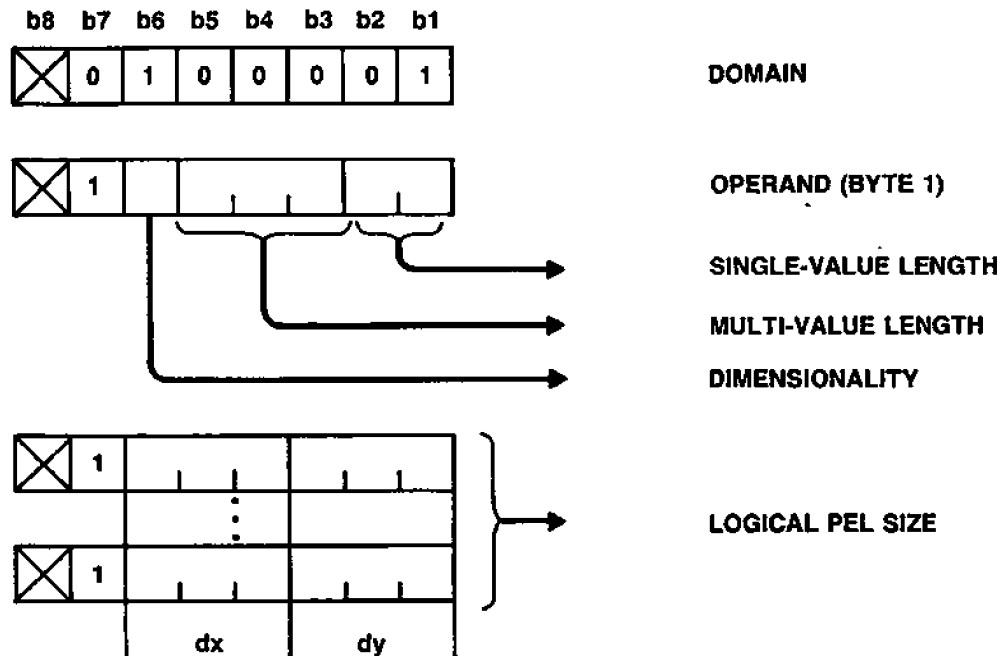 b8 b7 b6 b5 b4 b3 b2 b1
0 1 0 0 0 0 1 DOMAIN
1 OPERAND (BYTE 1)
SINGLE-VALUE LENGTH
MULTI-VALUE LENGTH
DIMENSIONALITY
1
LOGICAL PEL SIZE
1
dx dy